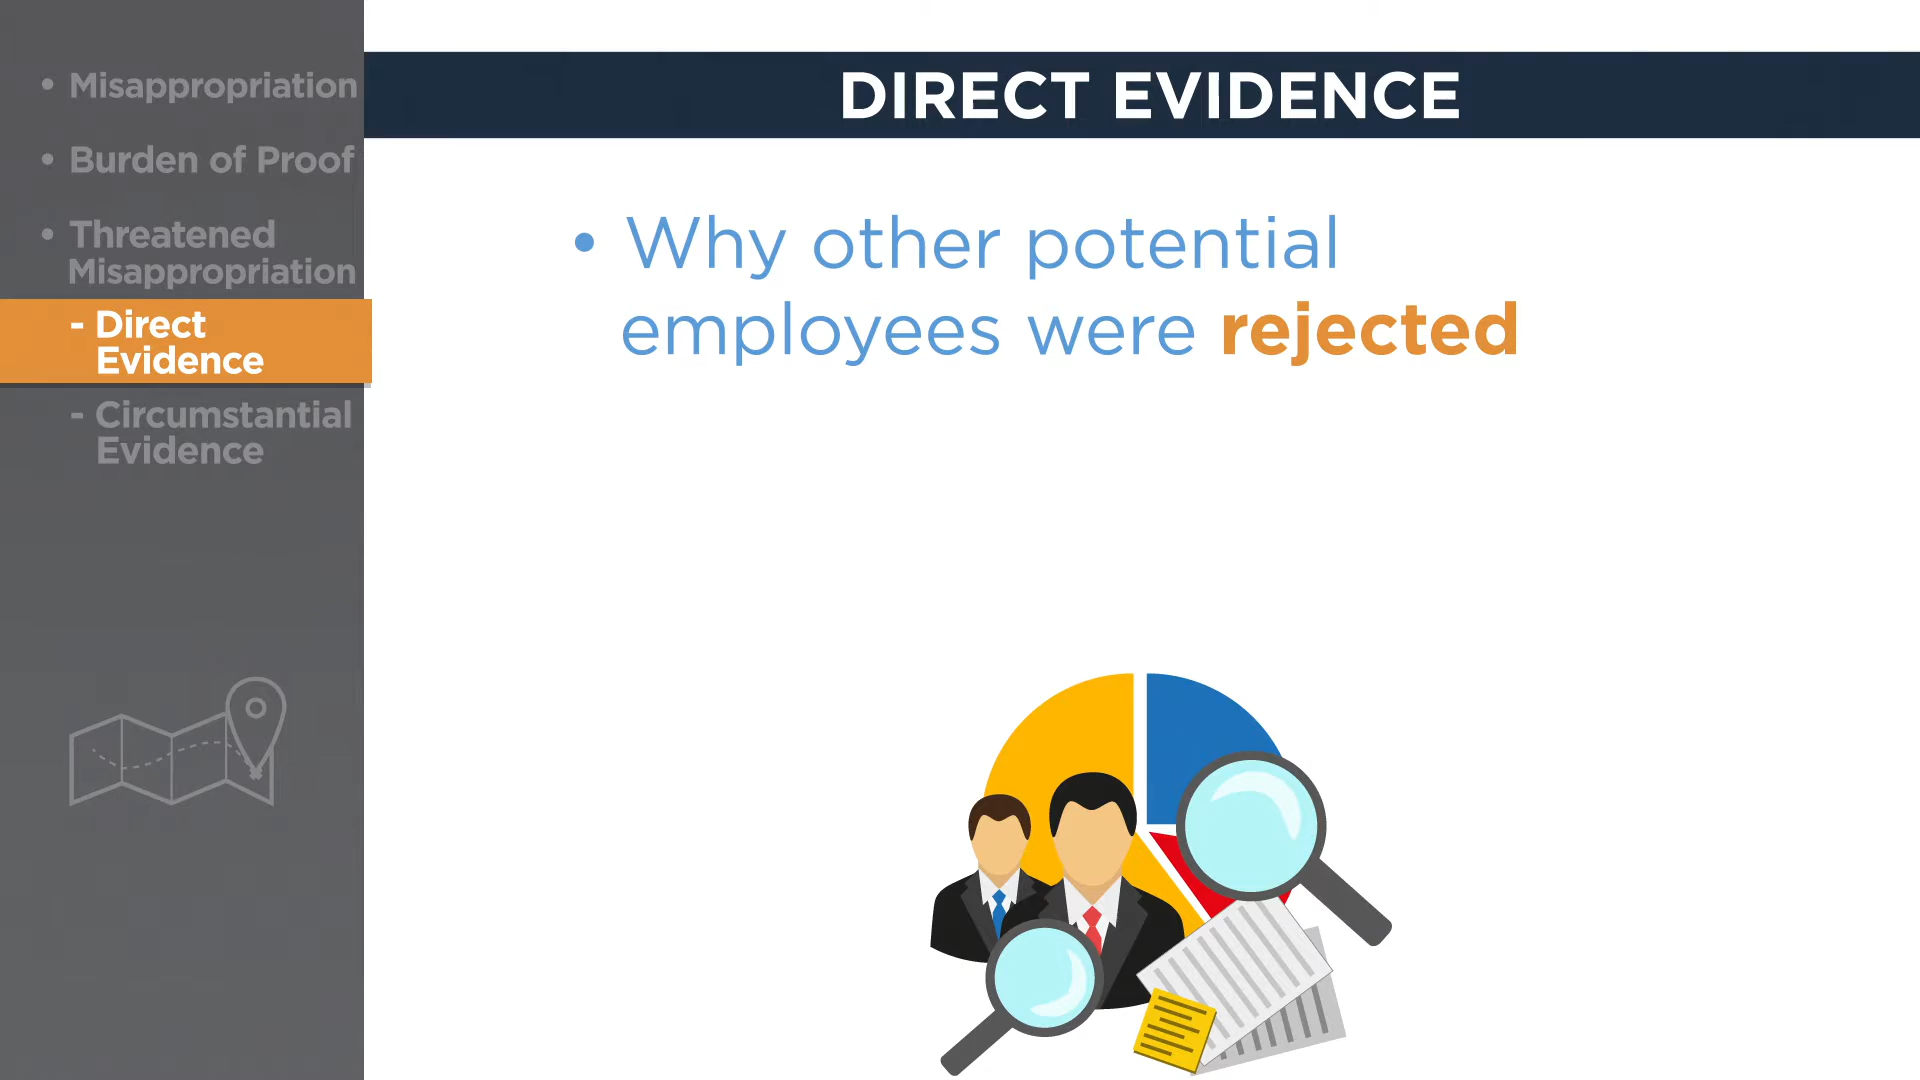 • Misappropriation
• Burden of Proof
• Threatened
Misappropriation
- Direct
Evidence
- Circumstantial
Evidence
DIRECT EVIDENCE
• Why other potential
employees were rejected